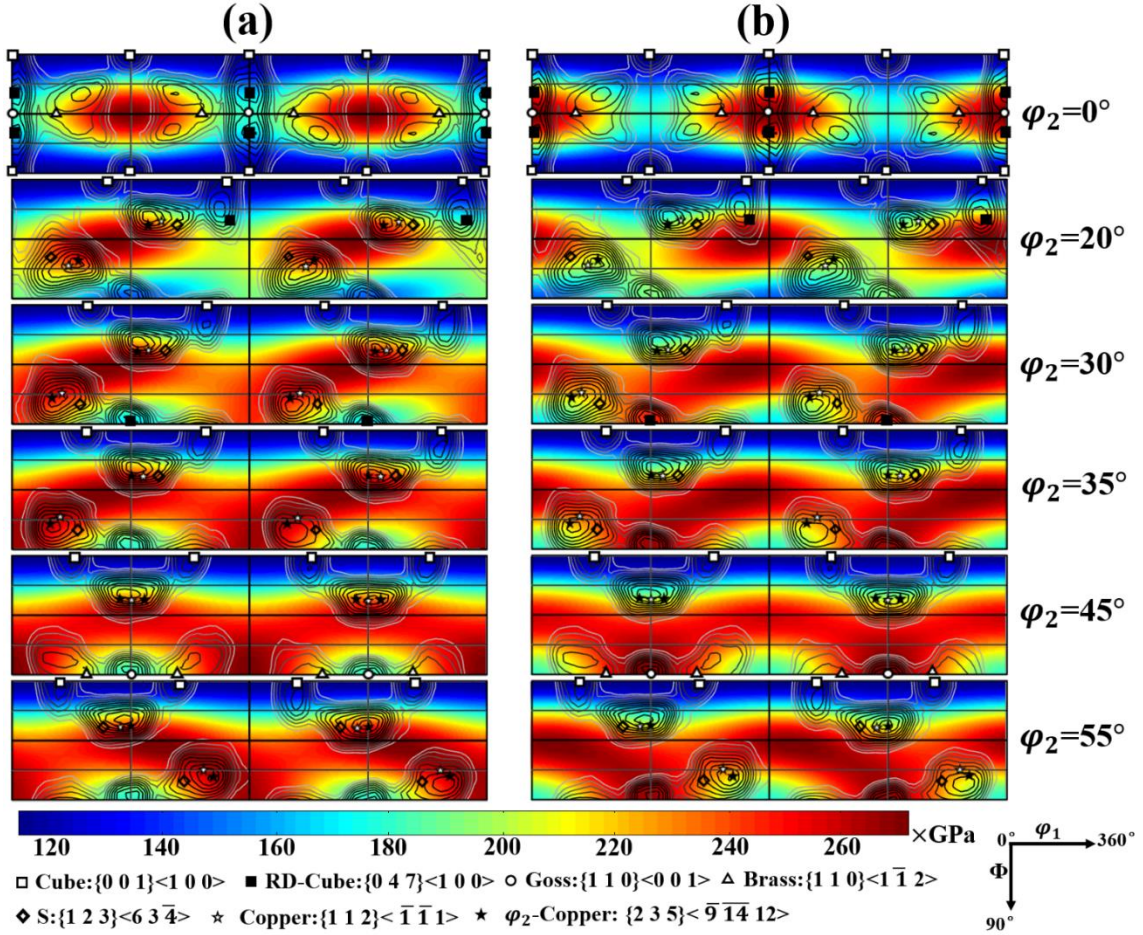 (a) (b)
φ₂=0°
φ₂=20°
φ₂=30°
φ₂=35°
φ₂=45°
φ₂=55°
120 140 160 180 200 220 240 260 ×GPa
0° φ₁ 360°
Φ
90°
□ Cube:{0 0 1}<1 0 0> ■ RD-Cube:{0 4 7}<1 0 0> ○ Goss:{1 1 0}<0 0 1> △ Brass:{1 1 0}<1 1̅ 2>
◇ S:{1 2 3}<6 3 4̅> ☆ Copper:{1 1 2}<1̅ 1̅ 1> ★ φ₂-Copper: {2 3 5}<9̅ 1̅4̅ 12>